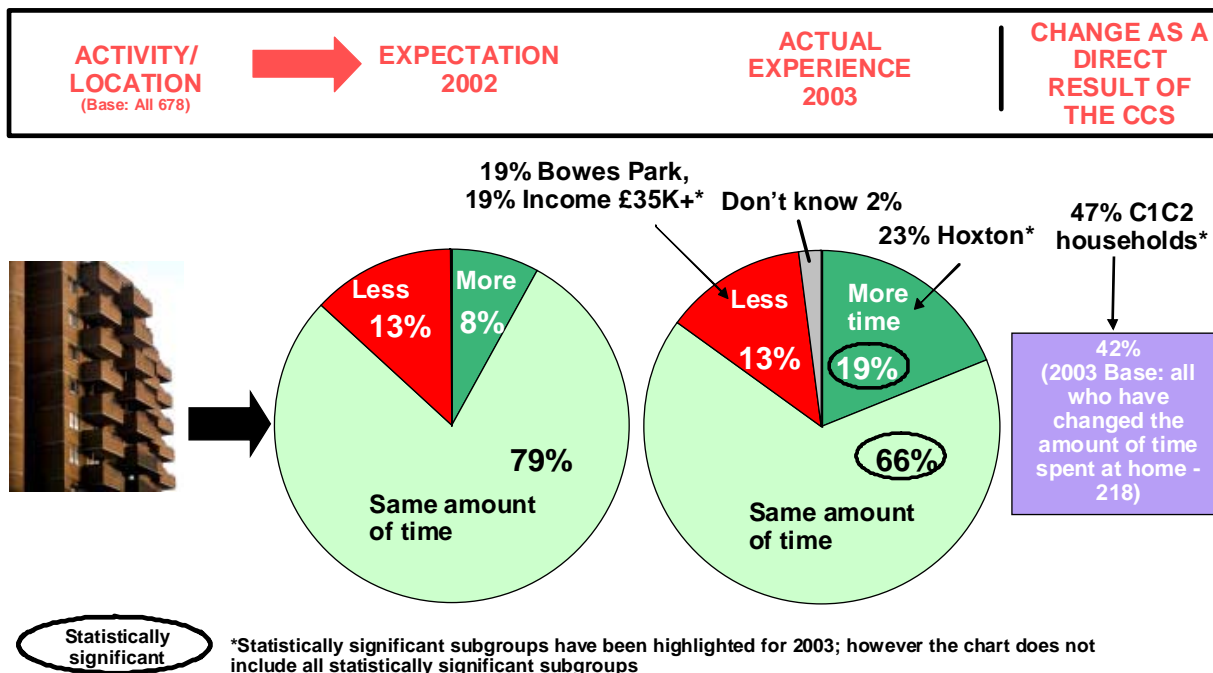 ACTIVITY/
LOCATION
(Base: All 678)
EXPECTATION
2002
ACTUAL
EXPERIENCE
2003
CHANGE AS A
DIRECT
RESULT OF
THE CCS
19% Bowes Park,
19% Income £35K+*
Don't know 2%
23% Hoxton*
47% C1C2
households*
Less
13%
More
8%
79%
Same amount
of time
Less
13%
More
time
19%
66%
Same amount
of time
42%
(2003 Base: all
who have
changed the
amount of time
spent at home -
218)
Statistically
significant
*Statistically significant subgroups have been highlighted for 2003; however the chart does not
include all statistically significant subgroups